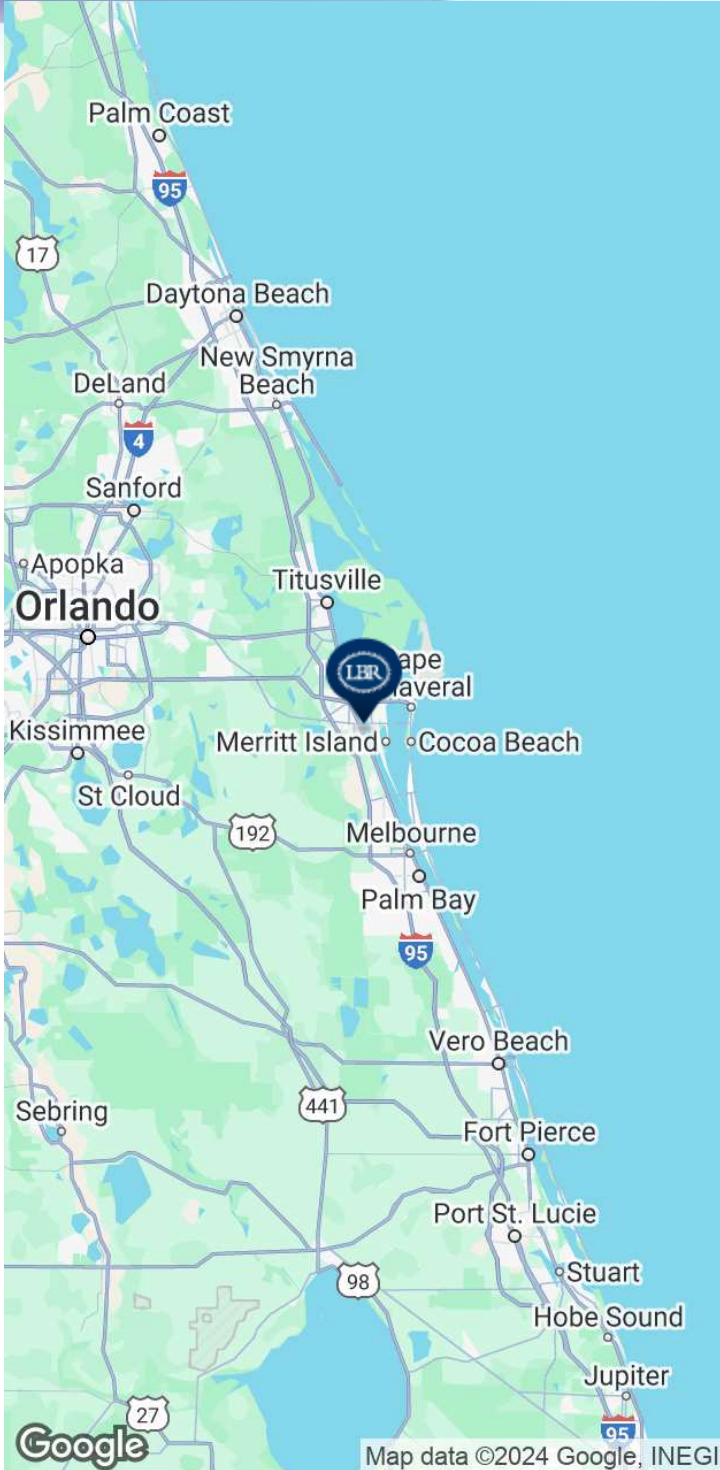 Palm Coast
95
17
Daytona Beach
New Smyrna
Beach
DeLand
4
Sanford
Apopka
Titusville
Orlando
LBR
ape
averal
Kissimmee
Merritt Island
Cocoa Beach
St Cloud
192
Melbourne
Palm Bay
95
Vero Beach
441
Sebring
Fort Pierce
Port St. Lucie
98
Stuart
Hobe Sound
Jupiter
27
95
Google
Map data ©2024 Google, INEGI